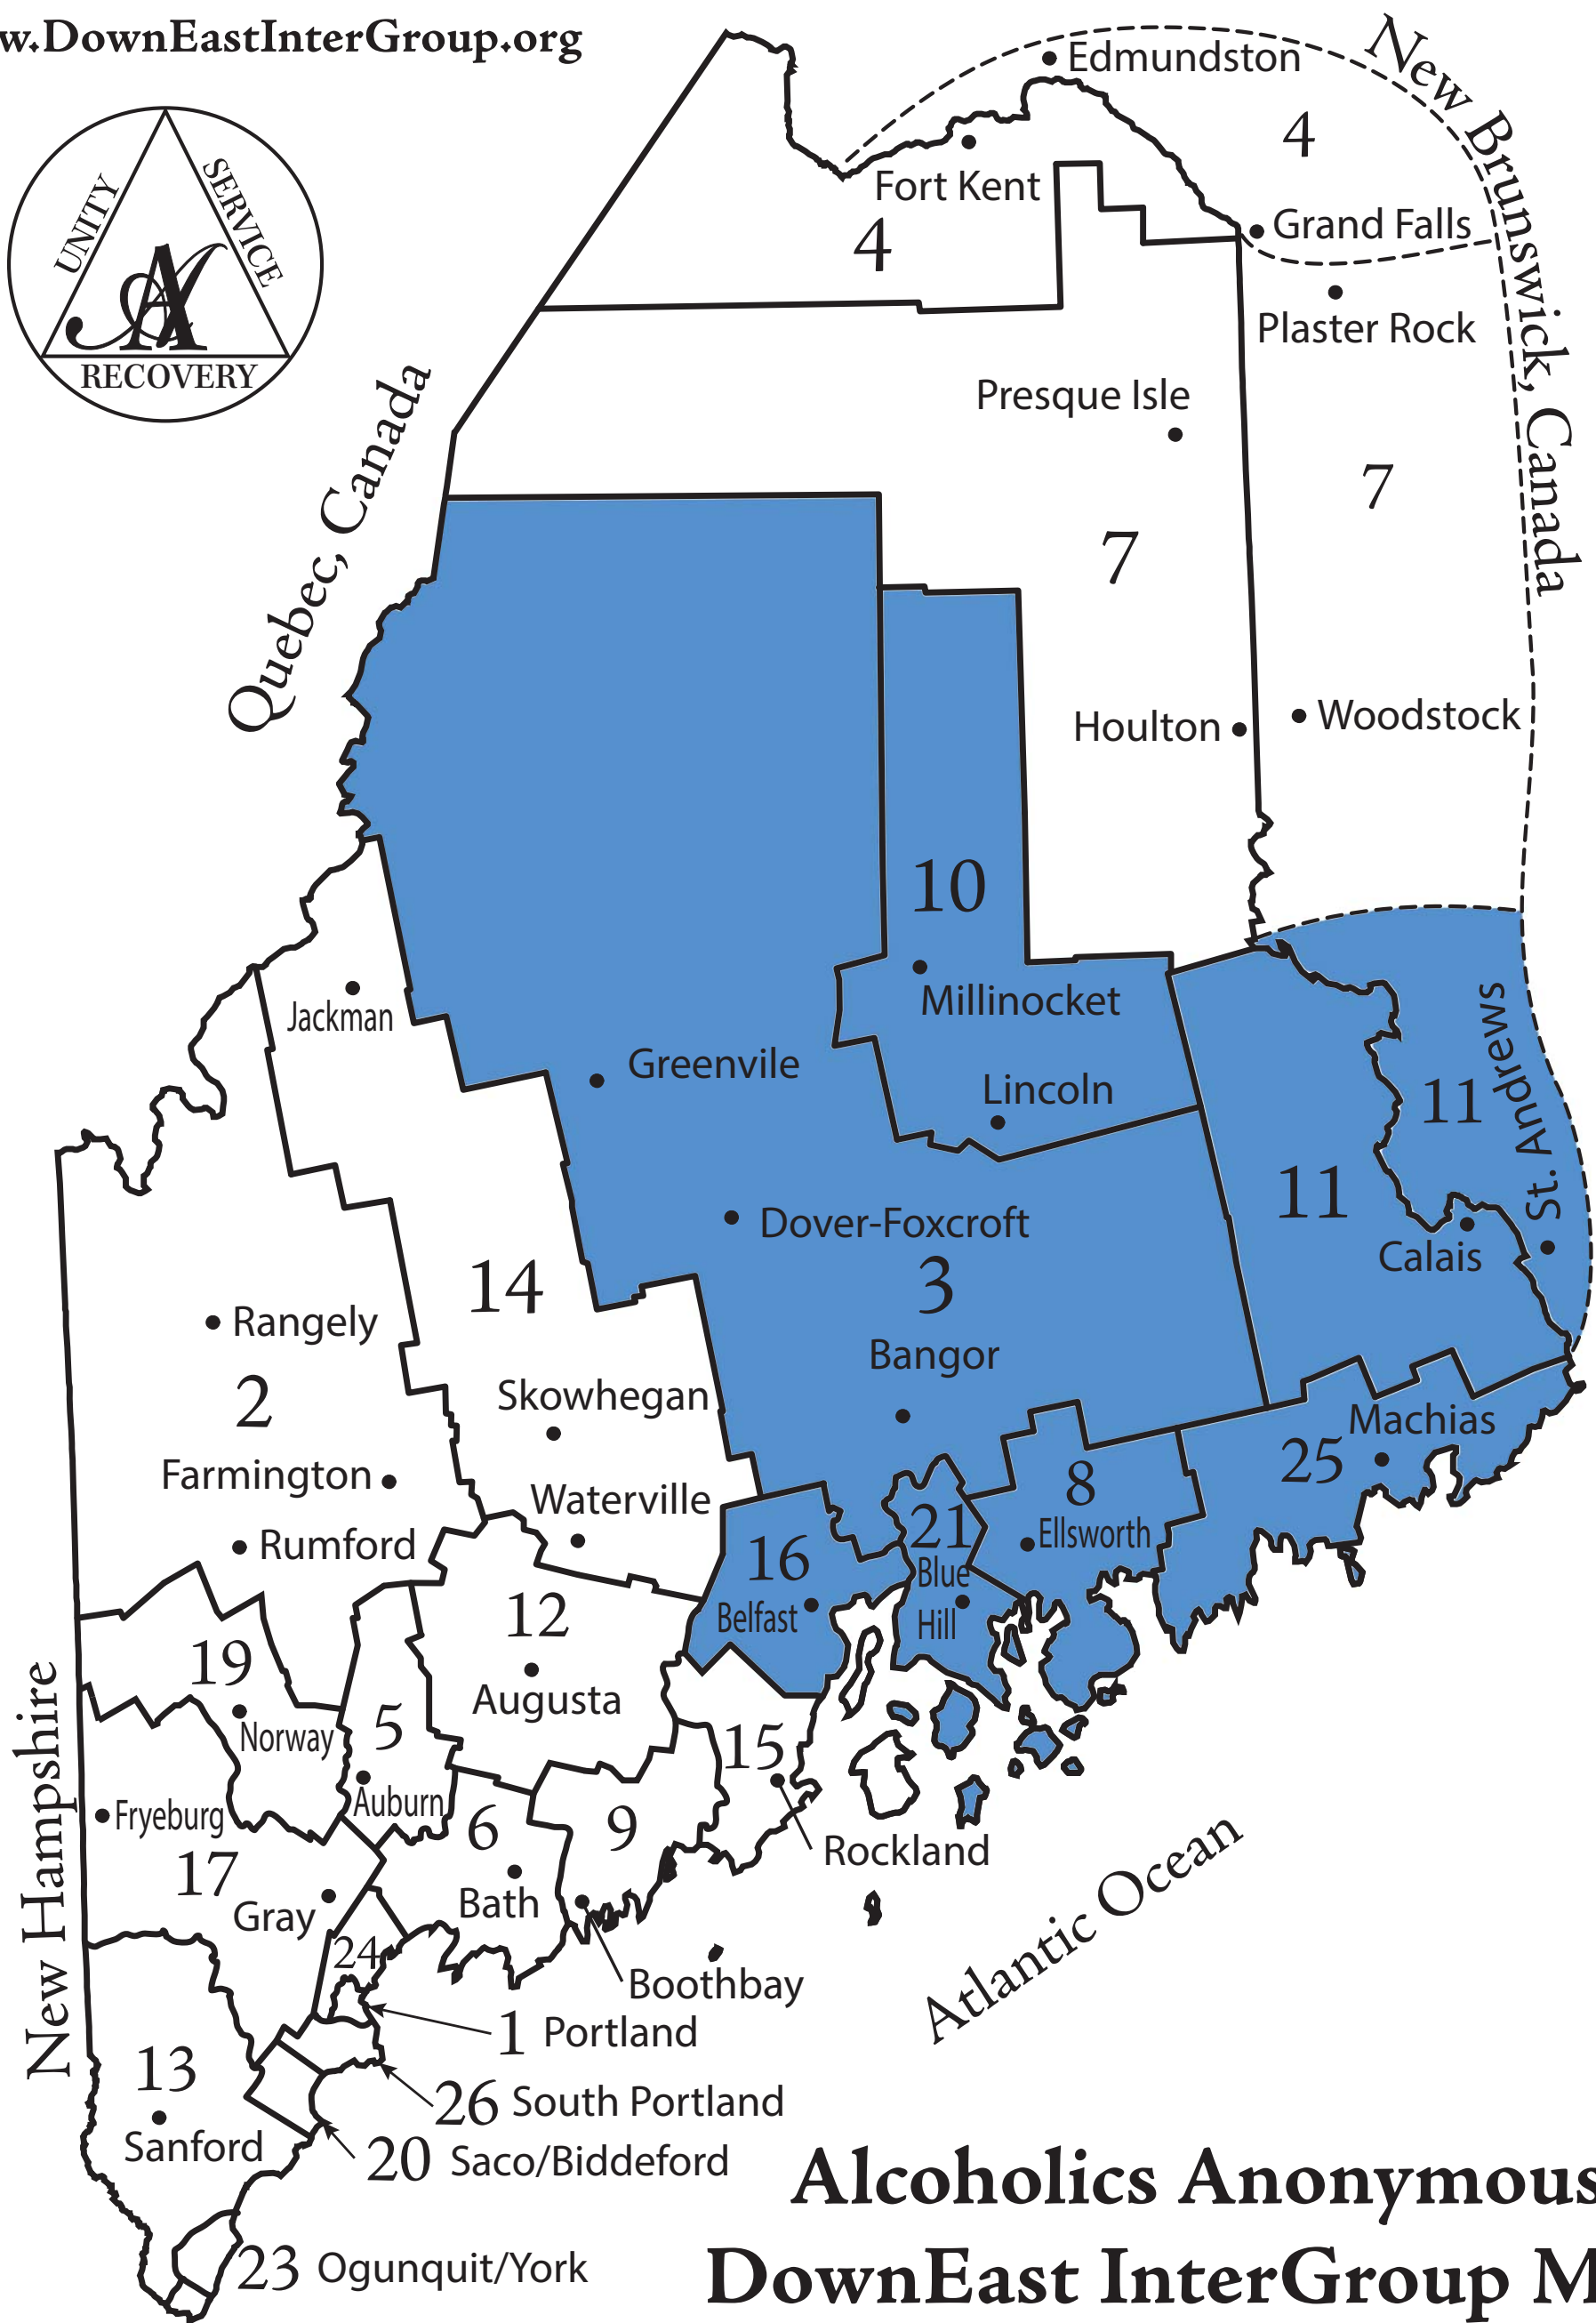 w.DownEastInterGroup.org
Edmundston
New Brunswick, Canada
4
UNITY
SERVICE
AA
RECOVERY
Fort Kent
4
Grand Falls
Plaster Rock
Presque Isle
Quebec, Canada
7
7
Houlton
Woodstock
10
Millinocket
Jackman
Greenvile
Lincoln
St. Andrews
11
11
Calais
Dover-Foxcroft
14
3
Rangely
Bangor
2
Skowhegan
Machias
25
Farmington
Waterville
8
Ellsworth
Rumford
16
21
Blue
Hill
Belfast
12
Augusta
19
Norway
5
15
Auburn
Fryeburg
6
9
Rockland
17
Gray
Bath
New Hampshire
24
Boothbay
Atlantic Ocean
1 Portland
13
26 South Portland
Sanford
20 Saco/Biddeford
Alcoholics Anonymous
23 Ogunquit/York
DownEast InterGroup M